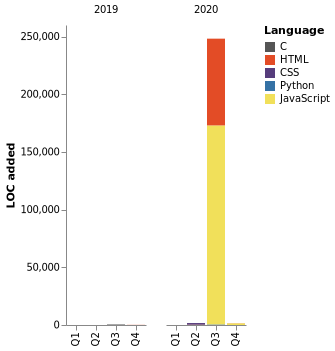 2019
2020
Language
C
HTML
CSS
Python
JavaScript
LOC added
250,000
200,000
150,000
100,000
50,000
0
Q1
Q2
Q3
Q4
Q1
Q2
Q3
Q4